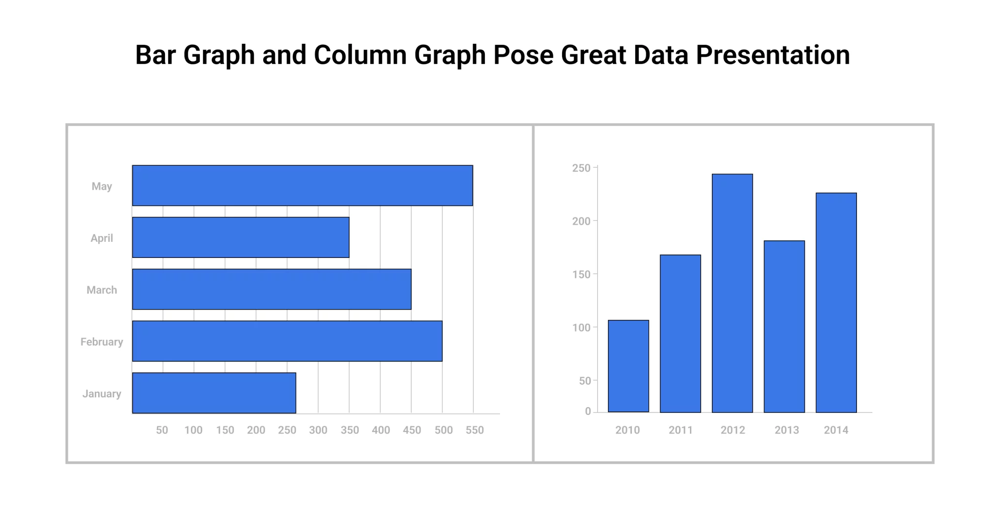 Bar Graph and Column Graph Pose Great Data Presentation
May
April
March
February
January
50 100 150 200 250 300 350 400 450 500 550
250
200
150
100
50
0
2010 2011 2012 2013 2014